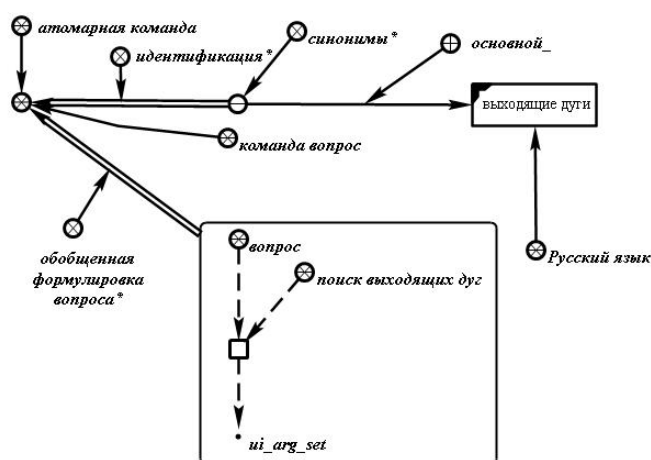 атомарная команда
идентификация*
синонимы*
основной_
выходящие дуги
команда вопрос
обобщенная
формулировка
вопроса*
вопрос
поиск выходящих дуг
Русский язык
ui_arg_set